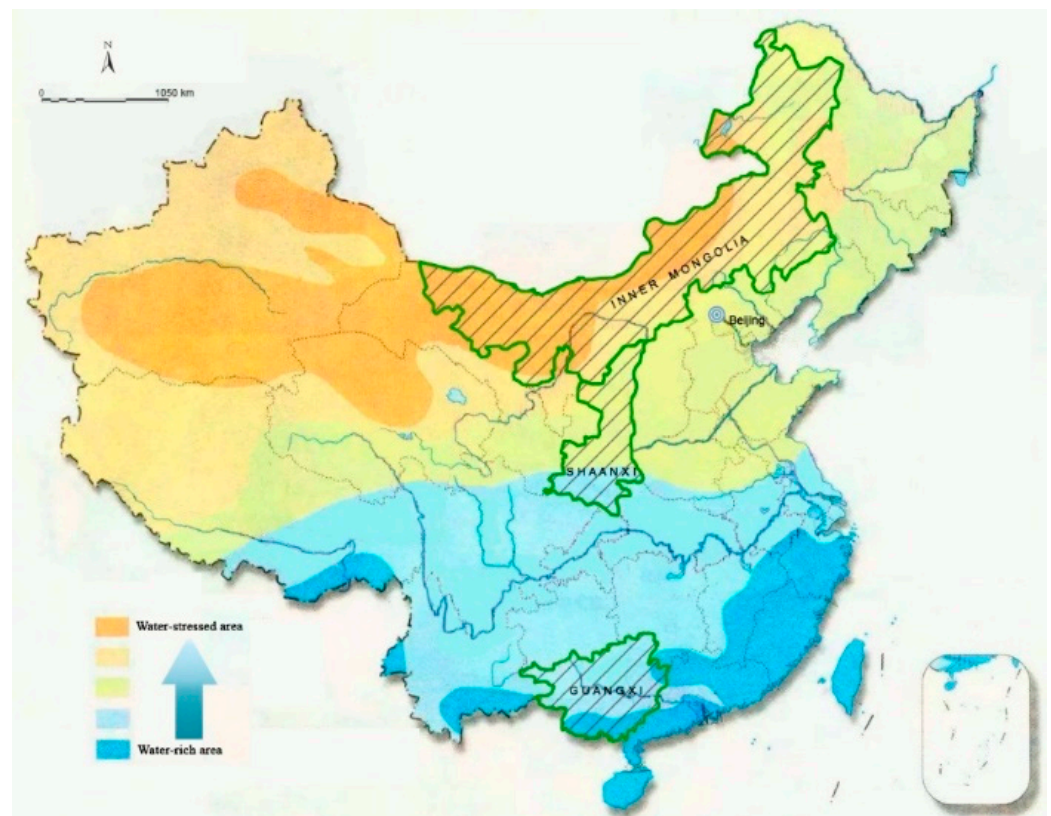 N
0 1050 km
INNER MONGOLIA
Beijing
SHAANXI
GUANGXI
Water-stressed area
Water-rich area